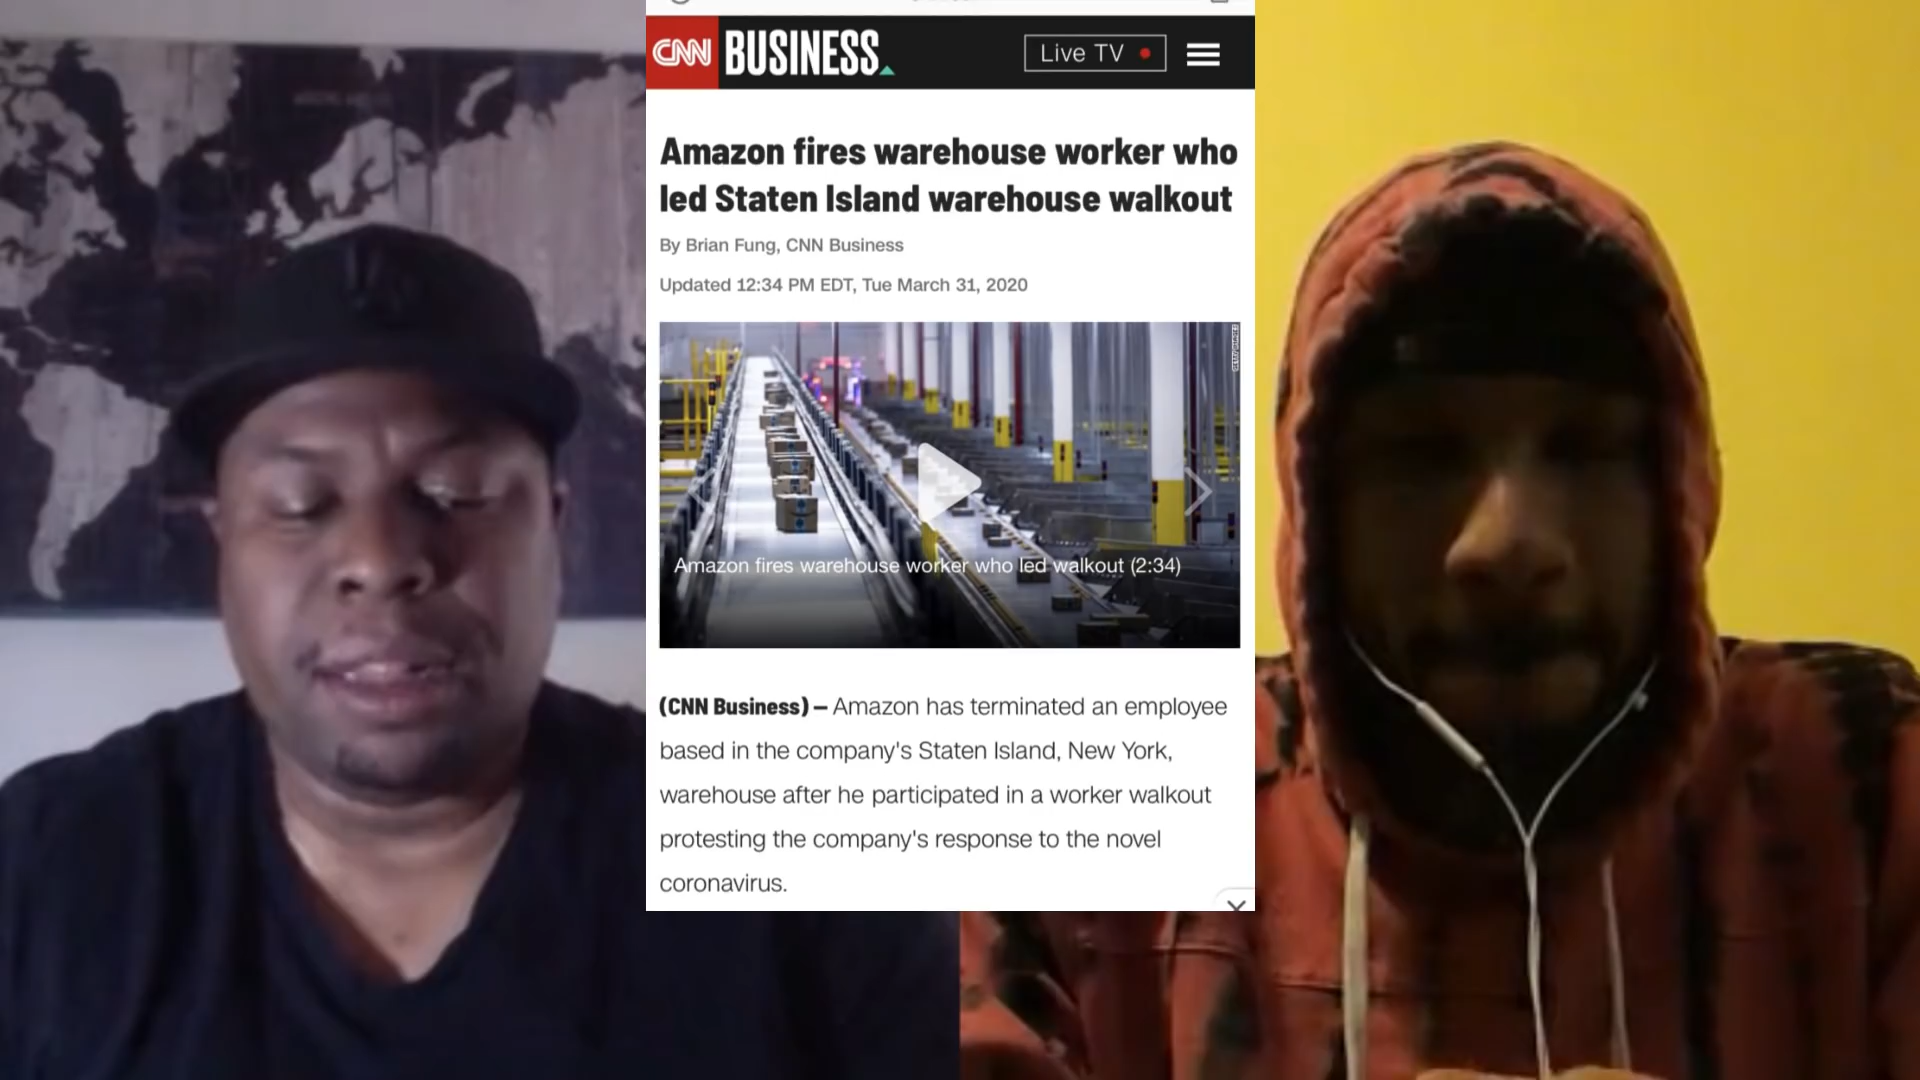 CNN BUSINESS
Live TV
Amazon fires warehouse worker who
led Staten Island warehouse walkout
By Brian Fung, CNN Business
Updated 12:34 PM EDT, Tue March 31, 2020
GETTY IMAGES
Amazon fires warehouse worker who led walkout (2:34)
(CNN Business) – Amazon has terminated an employee
based in the company's Staten Island, New York,
warehouse after he participated in a worker walkout
protesting the company's response to the novel
coronavirus.